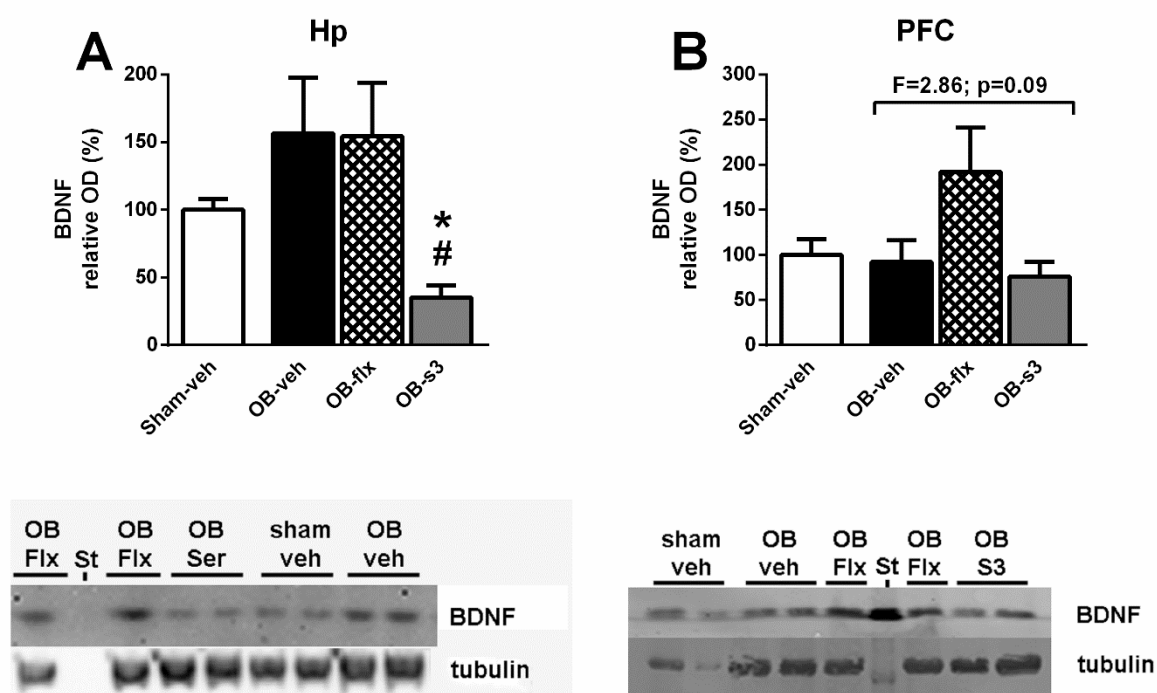 A
Hp
200
150
100
50
0
BDNF
relative OD (%)
*
#
Sham-veh
OB-veh
OB-flx
OB-s3
B
PFC
300
250
200
150
100
50
0
BDNF
relative OD (%)
F=2.86; p=0.09
Sham-veh
OB-veh
OB-flx
OB-s3
OB OB OB sham OB
Flx St Flx Ser veh veh
BDNF
tubulin
sham OB OB OB OB
veh veh Flx St Flx S3
BDNF
tubulin